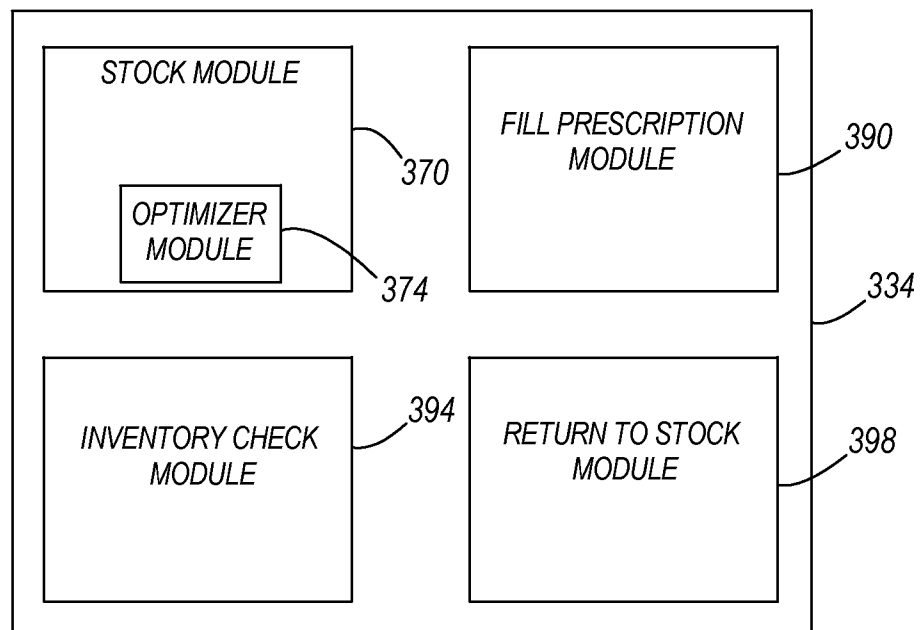 STOCK MODULE
370
OPTIMIZER
MODULE
374
FILL PRESCRIPTION
MODULE
390
334
INVENTORY CHECK
MODULE
394
RETURN TO STOCK
MODULE
398